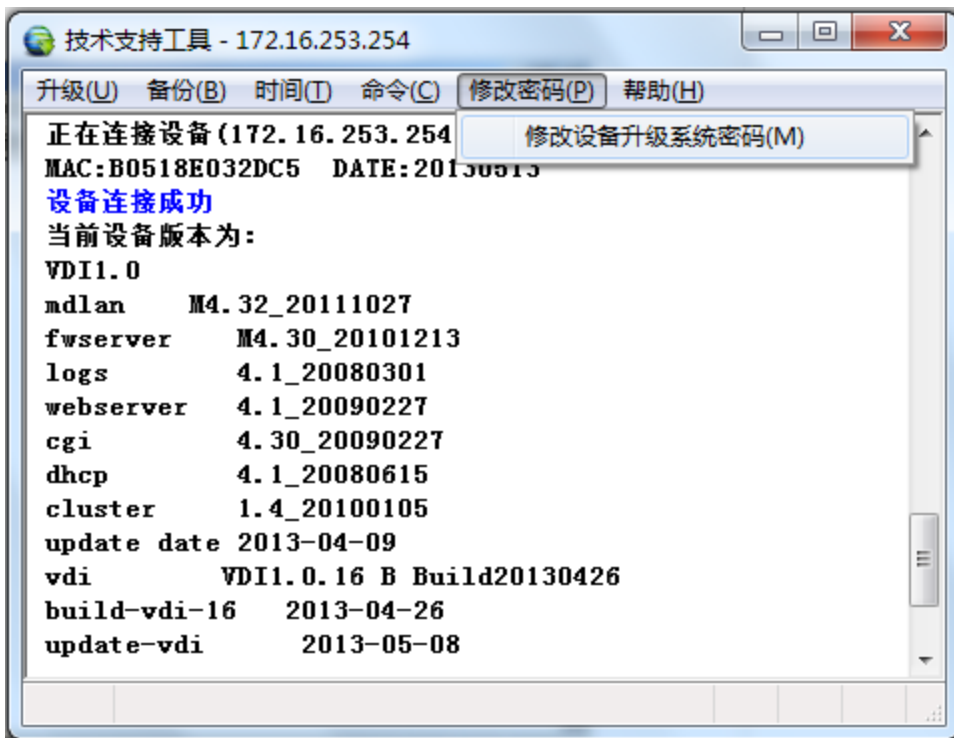 技术支持工具 - 172.16.253.254
升级(U) 备份(B) 时间(T) 命令(C) 修改密码(P) 帮助(H)
修改设备升级系统密码(M)
正在连接设备(172.16.253.254
MAC:B0518E032DC5 DATE:20130513
设备连接成功
当前设备版本为:
VDI1.0
mdlan M4.32_20111027
fwserver M4.30_20101213
logs 4.1_20080301
webserver 4.1_20090227
cgi 4.30_20090227
dhcp 4.1_20080615
cluster 1.4_20100105
update date 2013-04-09
vdi VDI1.0.16 B Build20130426
build-vdi-16 2013-04-26
update-vdi 2013-05-08